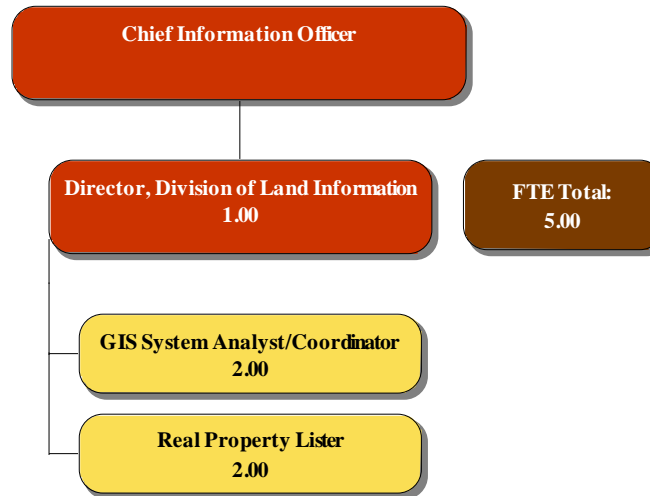 Chief Information Officer
Director, Division of Land Information
1.00
FTE Total:
5.00
GIS System Analyst/Coordinator
2.00
Real Property Lister
2.00